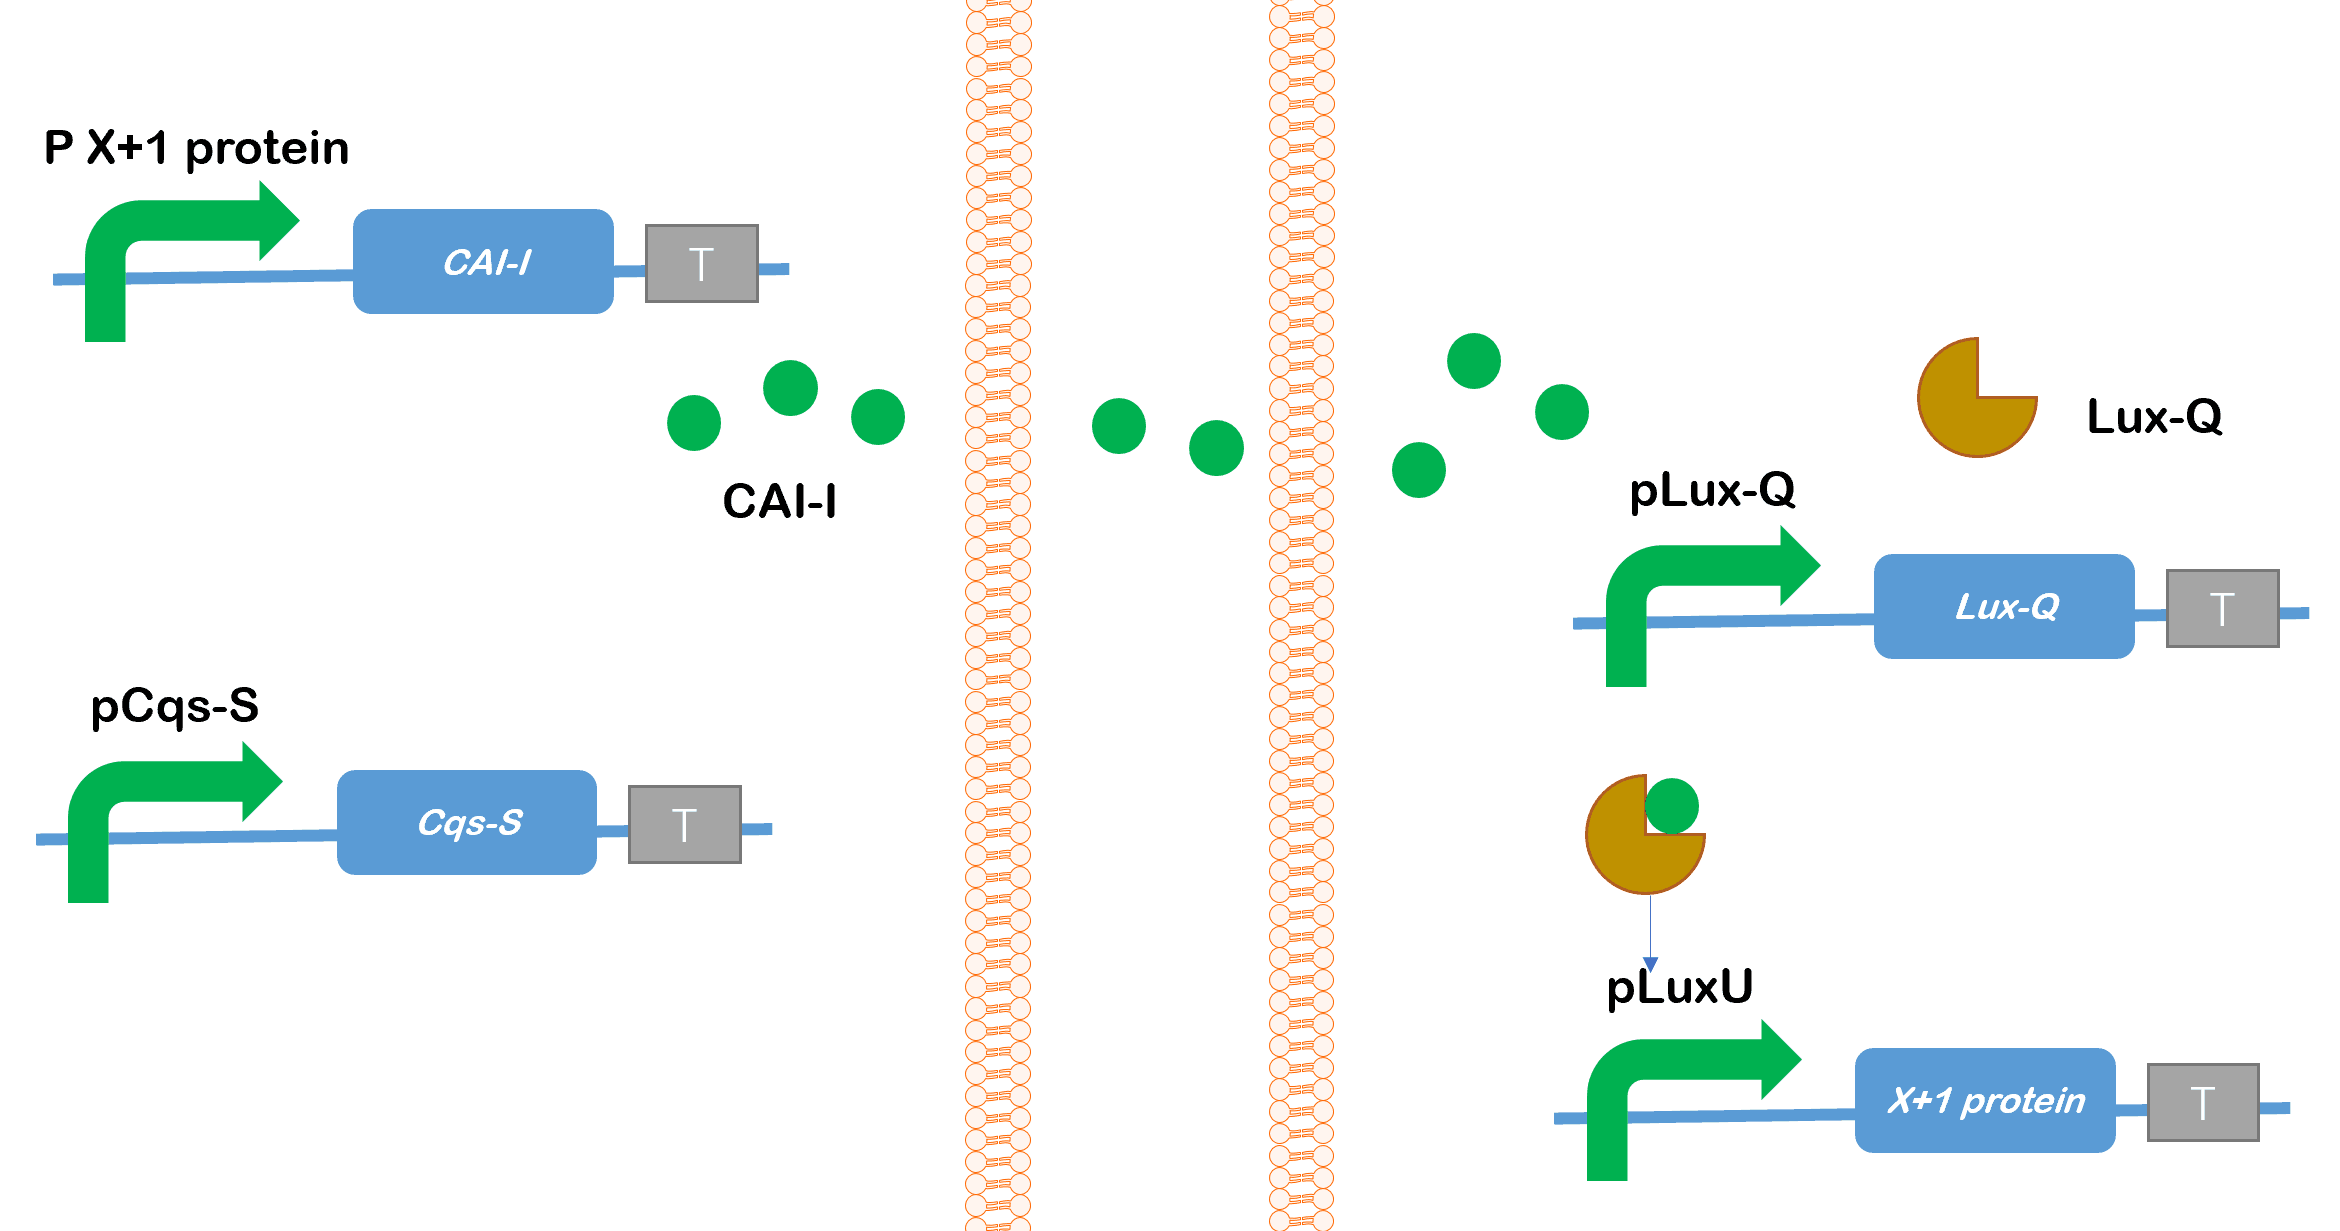 P X+1 protein
CAI-I
T
CAI-I
pCqs-S
Cqs-S
T
Lux-Q
pLux-Q
Lux-Q
T
pLuxU
X+1 protein
T